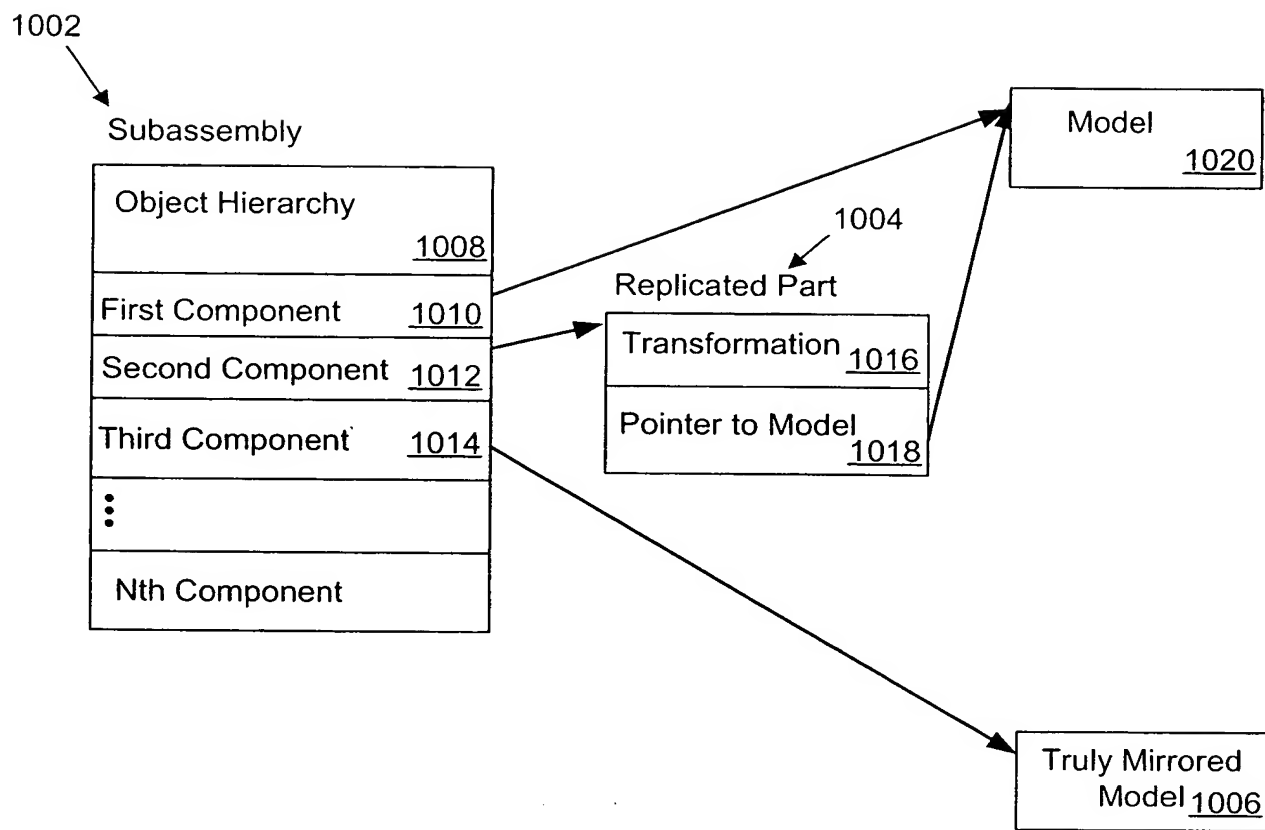 1002
Subassembly
Object Hierarchy
1008
First Component 1010
Second Component 1012
Third Component 1014
Nth Component
1004
Replicated Part
Transformation 1016
Pointer to Model
1018
Model
1020
Truly Mirrored
Model 1006